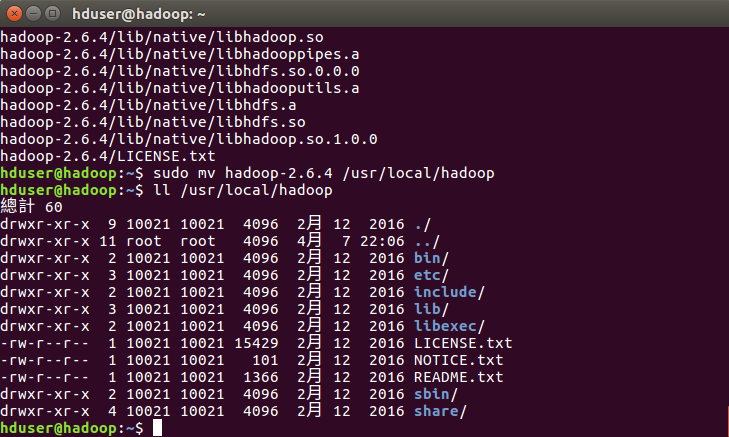 hduser@hadoop: ~
hadoop-2.6.4/lib/native/libhadoop.so
hadoop-2.6.4/lib/native/libhadooppipes.a
hadoop-2.6.4/lib/native/libhdfs.so.0.0.0
hadoop-2.6.4/lib/native/libhadooputils.a
hadoop-2.6.4/lib/native/libhdfs.a
hadoop-2.6.4/lib/native/libhdfs.so
hadoop-2.6.4/lib/native/libhadoop.so.1.0.0
hadoop-2.6.4/LICENSE.txt
hduser@hadoop:~$ sudo mv hadoop-2.6.4 /usr/local/hadoop
hduser@hadoop:~$ ll /usr/local/hadoop
總計 60
drwxr-xr-x  9 10021 10021  4096  2月 12  2016 ./
drwxr-xr-x 11 root  root   4096  4月  7 22:06 ../
drwxr-xr-x  2 10021 10021  4096  2月 12  2016 bin/
drwxr-xr-x  3 10021 10021  4096  2月 12  2016 etc/
drwxr-xr-x  2 10021 10021  4096  2月 12  2016 include/
drwxr-xr-x  3 10021 10021  4096  2月 12  2016 lib/
drwxr-xr-x  2 10021 10021  4096  2月 12  2016 libexec/
-rw-r--r--  1 10021 10021 15429  2月 12  2016 LICENSE.txt
-rw-r--r--  1 10021 10021   101  2月 12  2016 NOTICE.txt
-rw-r--r--  1 10021 10021  1366  2月 12  2016 README.txt
drwxr-xr-x  2 10021 10021  4096  2月 12  2016 sbin/
drwxr-xr-x  4 10021 10021  4096  2月 12  2016 share/
hduser@hadoop:~$